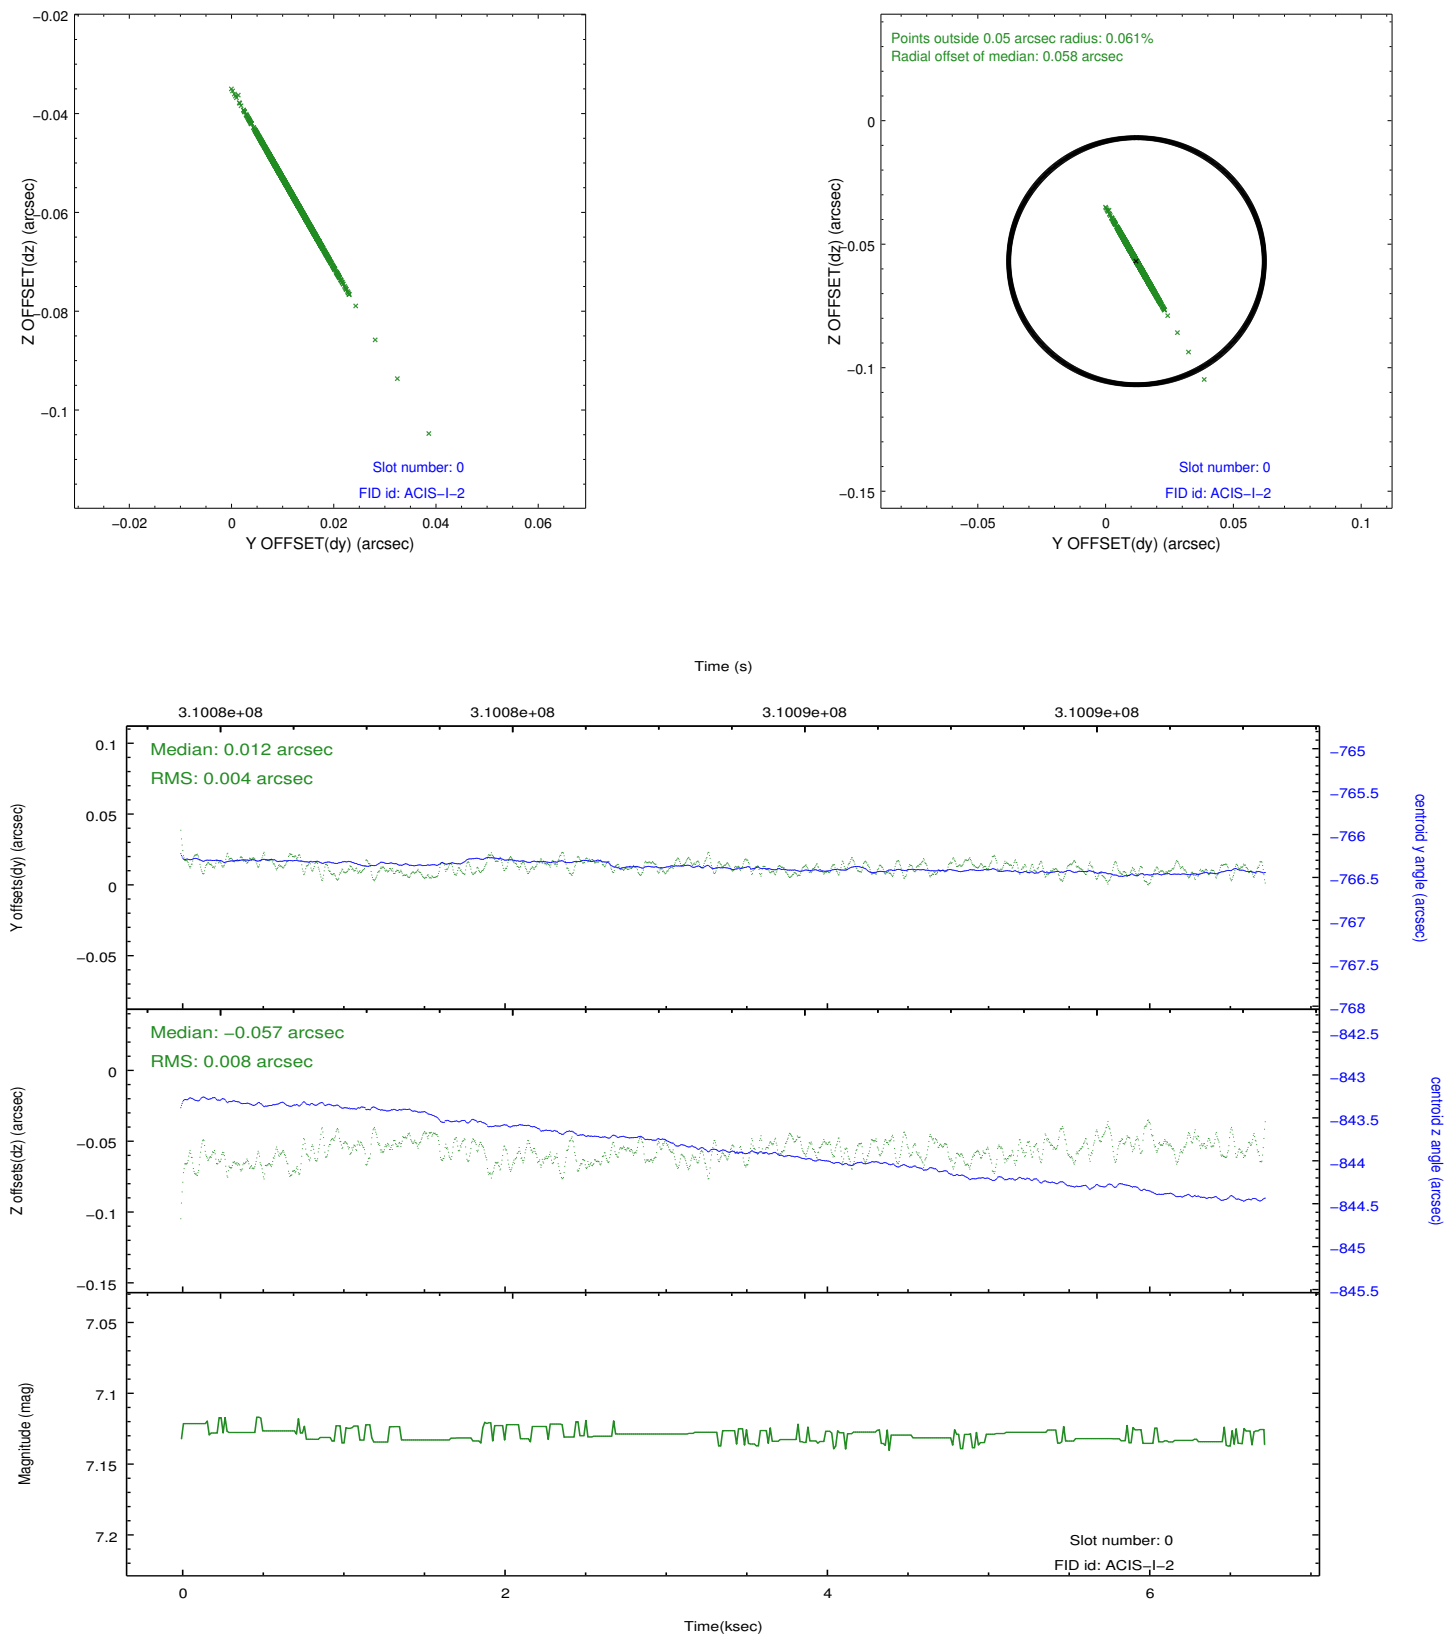 −0.02
−0.04
−0.06
−0.08
−0.1
Z OFFSET(dz) (arcsec)
Slot number: 0
FID id: ACIS−I−2
−0.02
0
0.02
0.04
0.06
Y OFFSET(dy) (arcsec)
Points outside 0.05 arcsec radius: 0.061%
Radial offset of median: 0.058 arcsec
0
−0.05
−0.1
−0.15
Z OFFSET(dz) (arcsec)
Slot number: 0
FID id: ACIS−I−2
−0.05
0
0.05
0.1
Y OFFSET(dy) (arcsec)
Time (s)
3.1008e+08
3.1008e+08
3.1009e+08
3.1009e+08
Median: 0.012 arcsec
RMS: 0.004 arcsec
0.1
0.05
0
−0.05
Y offsets(dy) (arcsec)
−765
−765.5
−766
−766.5
−767
−767.5
−768
centroid y angle (arcsec)
Median: −0.057 arcsec
RMS: 0.008 arcsec
0
−0.05
−0.1
−0.15
Z offsets(dz) (arcsec)
−842.5
−843
−843.5
−844
−844.5
−845
−845.5
centroid z angle (arcsec)
7.05
7.1
7.15
7.2
Magnitude (mag)
Slot number: 0
FID id: ACIS−I−2
0
2
4
6
Time(ksec)